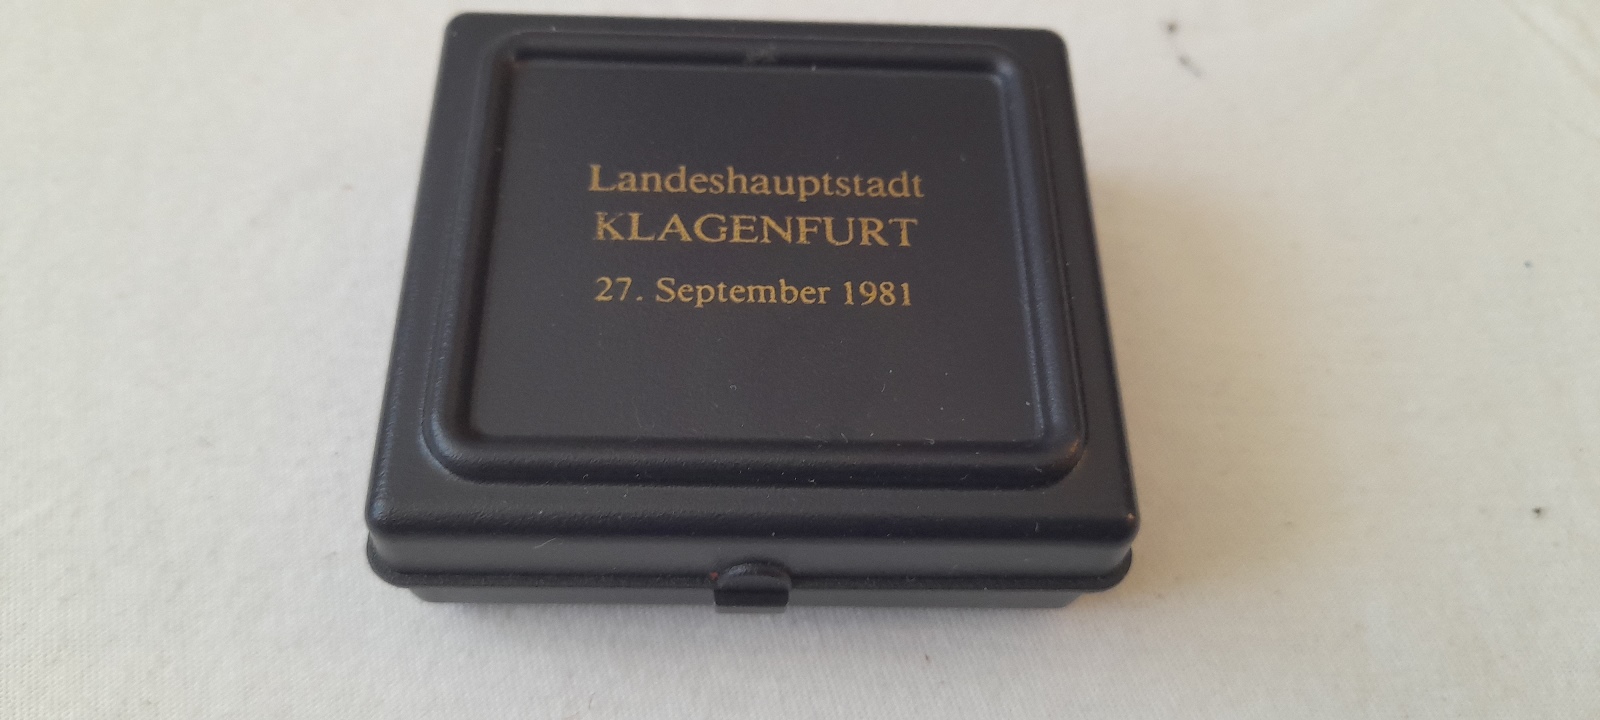 Landeshauptstadt
KLAGENFURT
27. September 1981